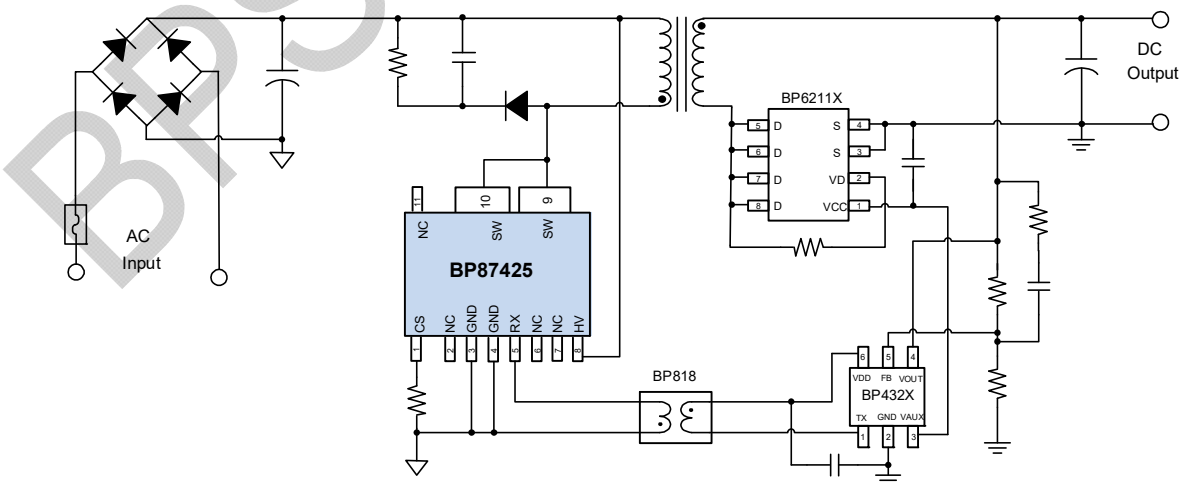 BPS
DC
Output
BP6211X
5 D S 4
6 D S 3
7 D VD 2
8 D VCC 1
11
NC
10
SW
9
SW
AC
Input
BP87425
CS
NC
GND
GND
RX
NC
NC
HV
1
2
3
4
5
6
7
8
BP818
6 5 4
VDD FB VOUT
BP432X
TX GND VAUX
1 2 3